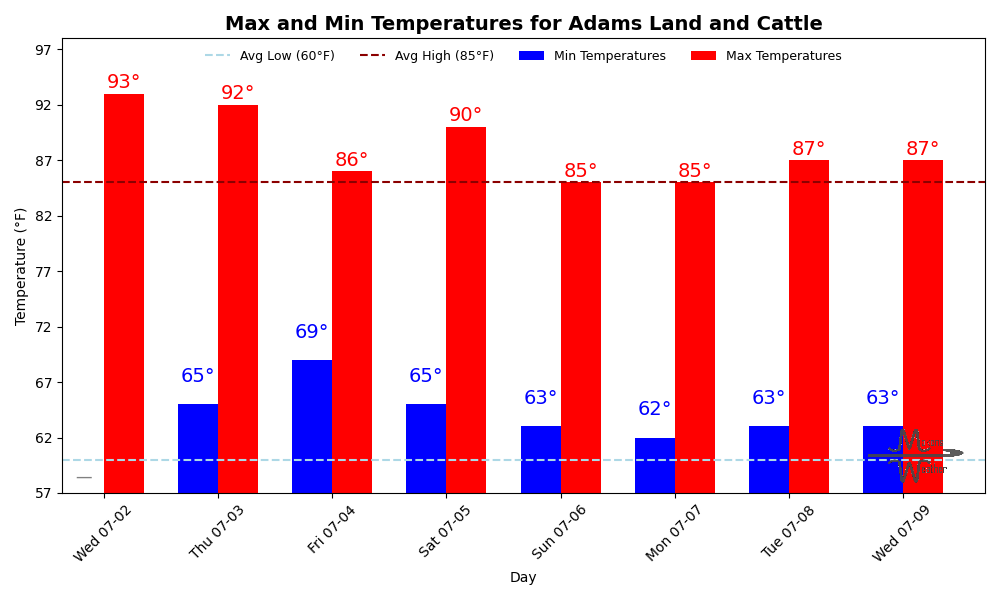 Max and Min Temperatures for Adams Land and Cattle
Avg Low (60°F) Avg High (85°F) Min Temperatures Max Temperatures
97
92
87
82
77
72
67
62
57
Temperature (°F)
93° 92° 86° 90° 85° 85° 87° 87°
— 65° 69° 65° 63° 62° 63° 63°
Wed 07-02 Thu 07-03 Fri 07-04 Sat 07-05 Sun 07-06 Mon 07-07 Tue 07-08 Wed 07-09
Day